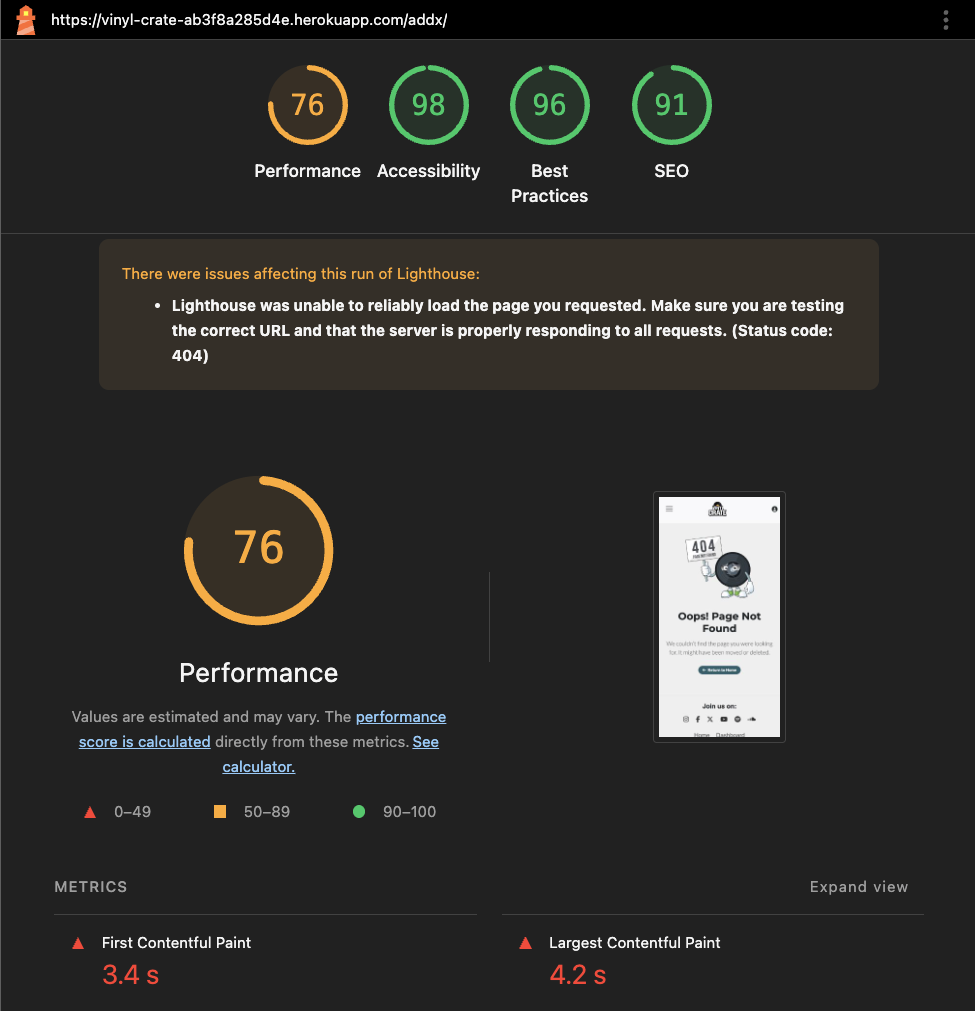 https://vinyl-crate-ab3f8a285d4e.herokuapp.com/addx/
76
98
96
91
Performance
Accessibility
Best
Practices
SEO
There were issues affecting this run of Lighthouse:
• Lighthouse was unable to reliably load the page you requested. Make sure you are testing
the correct URL and that the server is properly responding to all requests. (Status code:
404)
76
Performance
Values are estimated and may vary. The performance
score is calculated directly from these metrics. See
calculator.
0–49
50–89
90–100
CRATE
404
Oops! Page Not
Found
We couldn't find the page you were looking
for. It might have been moved or deleted.
Return to Home
Join us on:
Home Dashboard
METRICS
Expand view
First Contentful Paint
3.4 s
Largest Contentful Paint
4.2 s